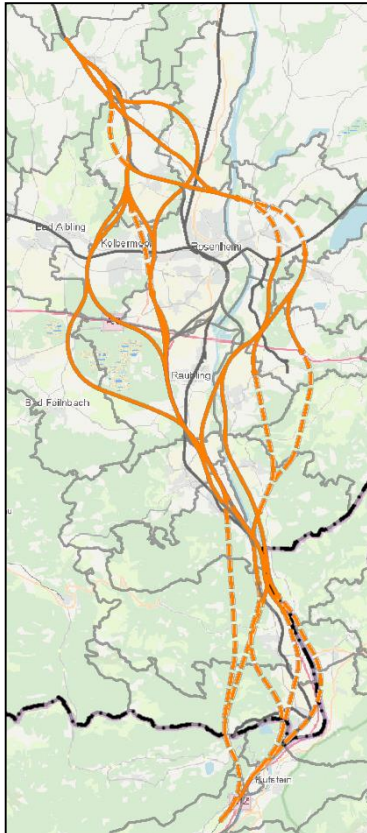 Bad Aibling
Kolbermoor
Rosenheim
Raubling
Bad Feilnbach
Kufstein